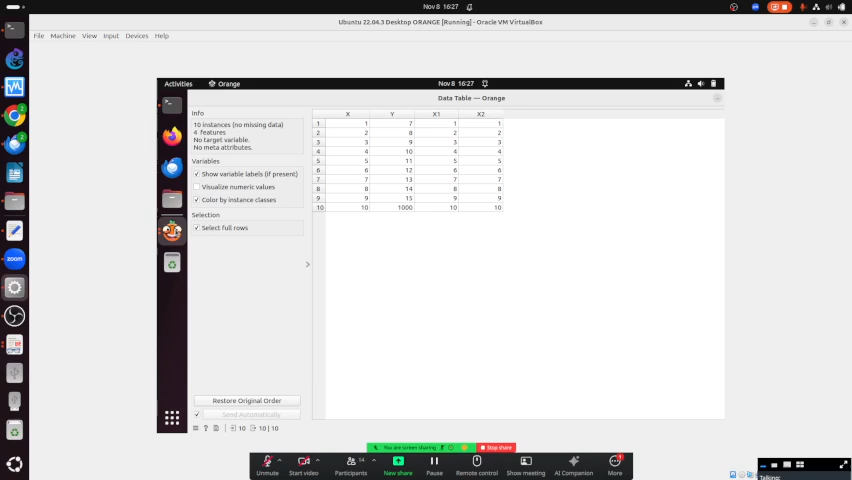 Nov 8 16:27
Ubuntu 22.04.3 Desktop ORANGE [Running] - Oracle VM VirtualBox
File Machine View Input Devices Help
Activities Orange Nov 8 16:27
Data Table — Orange
Info
10 instances (no missing data)
4 features
No target variable.
No meta attributes.
Variables
Show variable labels (if present)
Visualize numeric values
Color by instance classes
Selection
Select full rows
X Y X1 X2
1 1 7 1 1
2 2 8 2 2
3 3 9 3 3
4 4 10 4 4
5 5 11 5 5
6 6 12 6 6
7 7 13 7 7
8 8 14 8 8
9 9 15 9 9
10 10 1000 10 10
Restore Original Order
Send Automatically
10 10 | 10
You are screen sharing Stop share
14 1
Unmute Start video Participants New share Pause Remote control Show meeting AI Companion More
Talking:
zoom
2
2